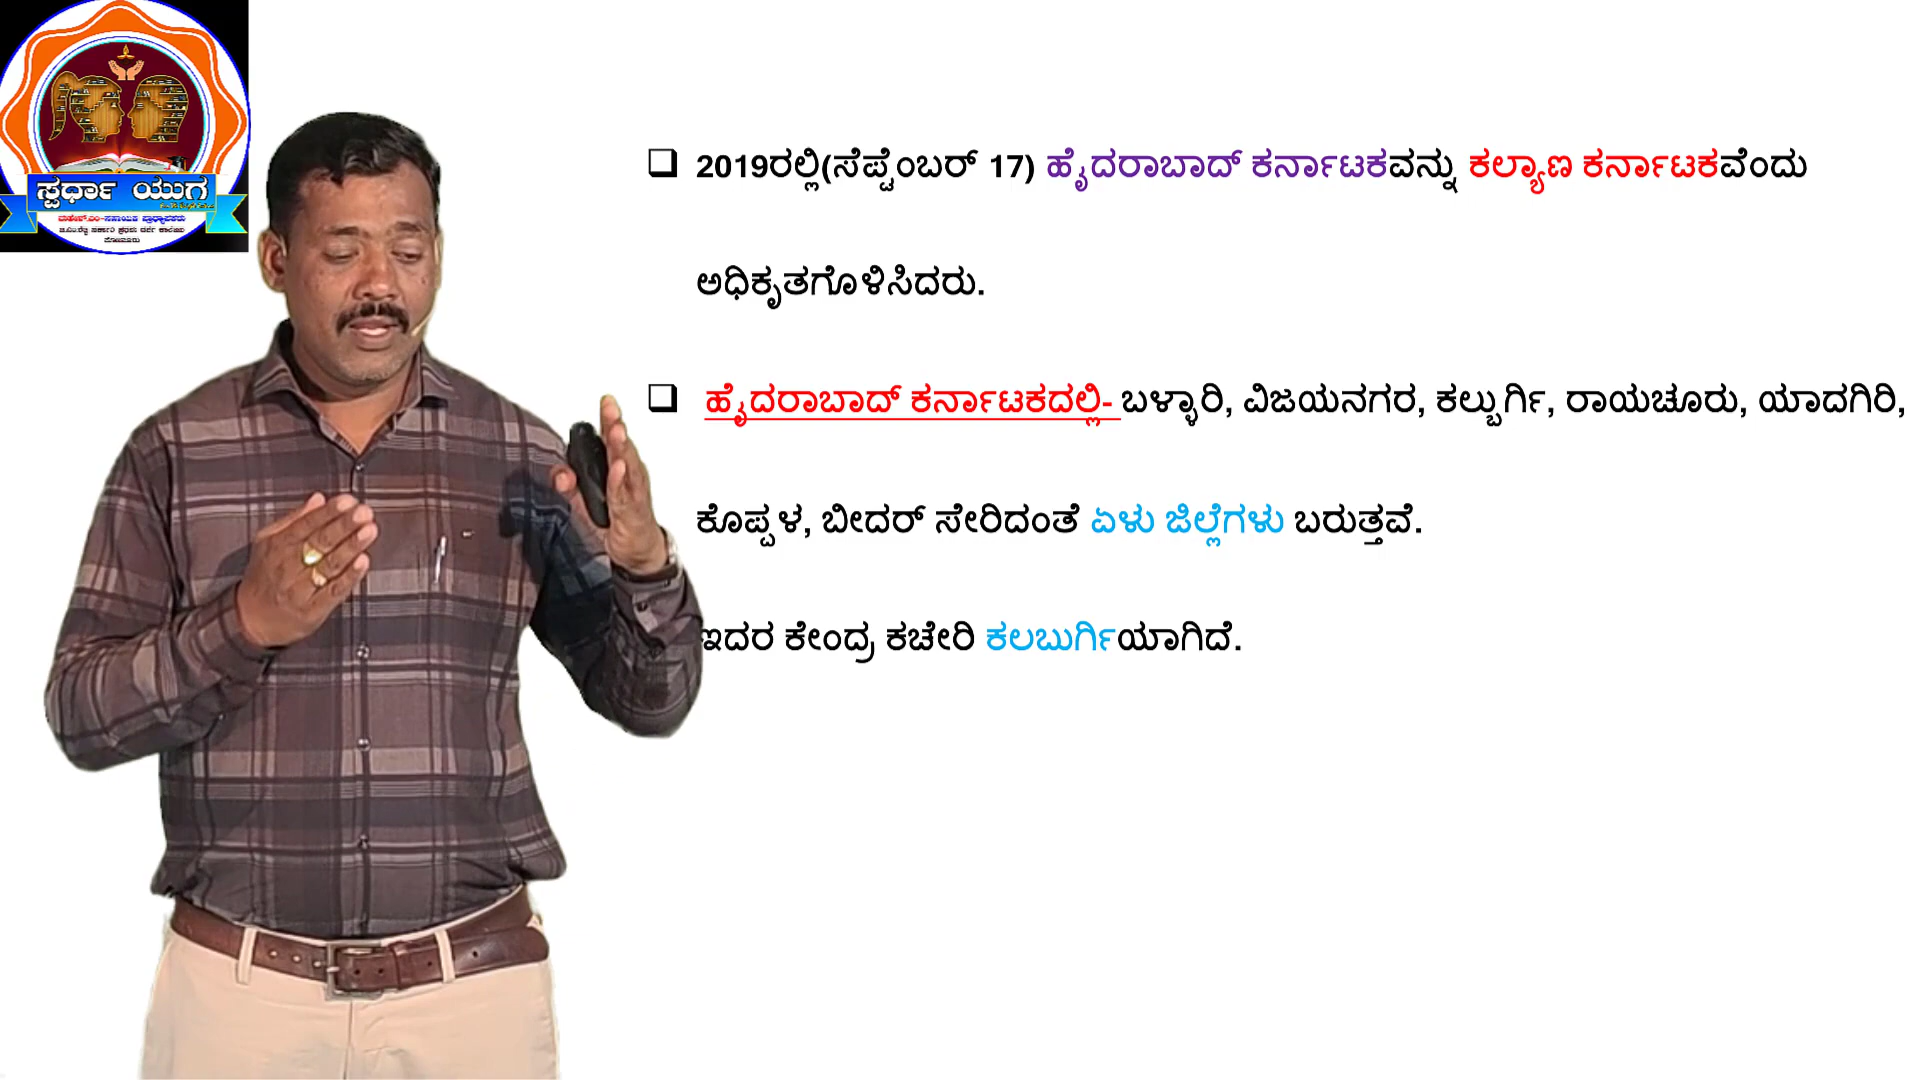 ಸ್ಪರ್ಧಾ ಯುಗ
2019ರಲ್ಲಿ(ಸೆಪ್ಟೆಂಬರ್ 17) ಹೈದರಾಬಾದ್ ಕರ್ನಾಟಕವನ್ನು ಕಲ್ಯಾಣ ಕರ್ನಾಟಕವೆಂದು
ಅಧಿಕೃತಗೊಳಿಸಿದರು.
ಹೈದರಾಬಾದ್ ಕರ್ನಾಟಕದಲ್ಲಿ- ಬಳ್ಳಾರಿ, ವಿಜಯನಗರ, ಕಲ್ಬುರ್ಗಿ, ರಾಯಚೂರು, ಯಾದಗಿರಿ,
ಕೊಪ್ಪಳ, ಬೀದರ್ ಸೇರಿದಂತೆ ಏಳು ಜಿಲ್ಲೆಗಳು ಬರುತ್ತವೆ.
ಇದರ ಕೇಂದ್ರ ಕಚೇರಿ ಕಲಬುರ್ಗಿಯಾಗಿದೆ.